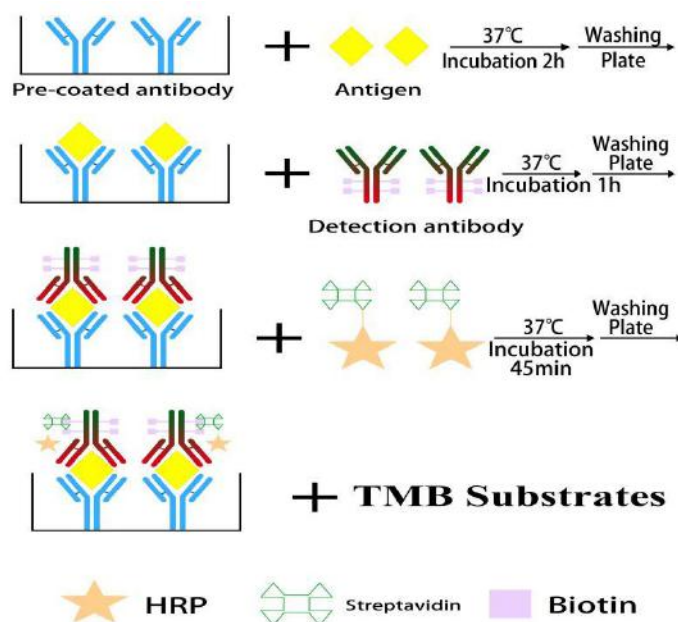 37℃
Washing
Incubation 2h
Plate
Pre-coated antibody
Antigen
37℃
Washing
Plate
Incubation 1h
Detection antibody
37℃
Washing
Plate
Incubation
45min
TMB Substrates
HRP
Streptavidin
Biotin